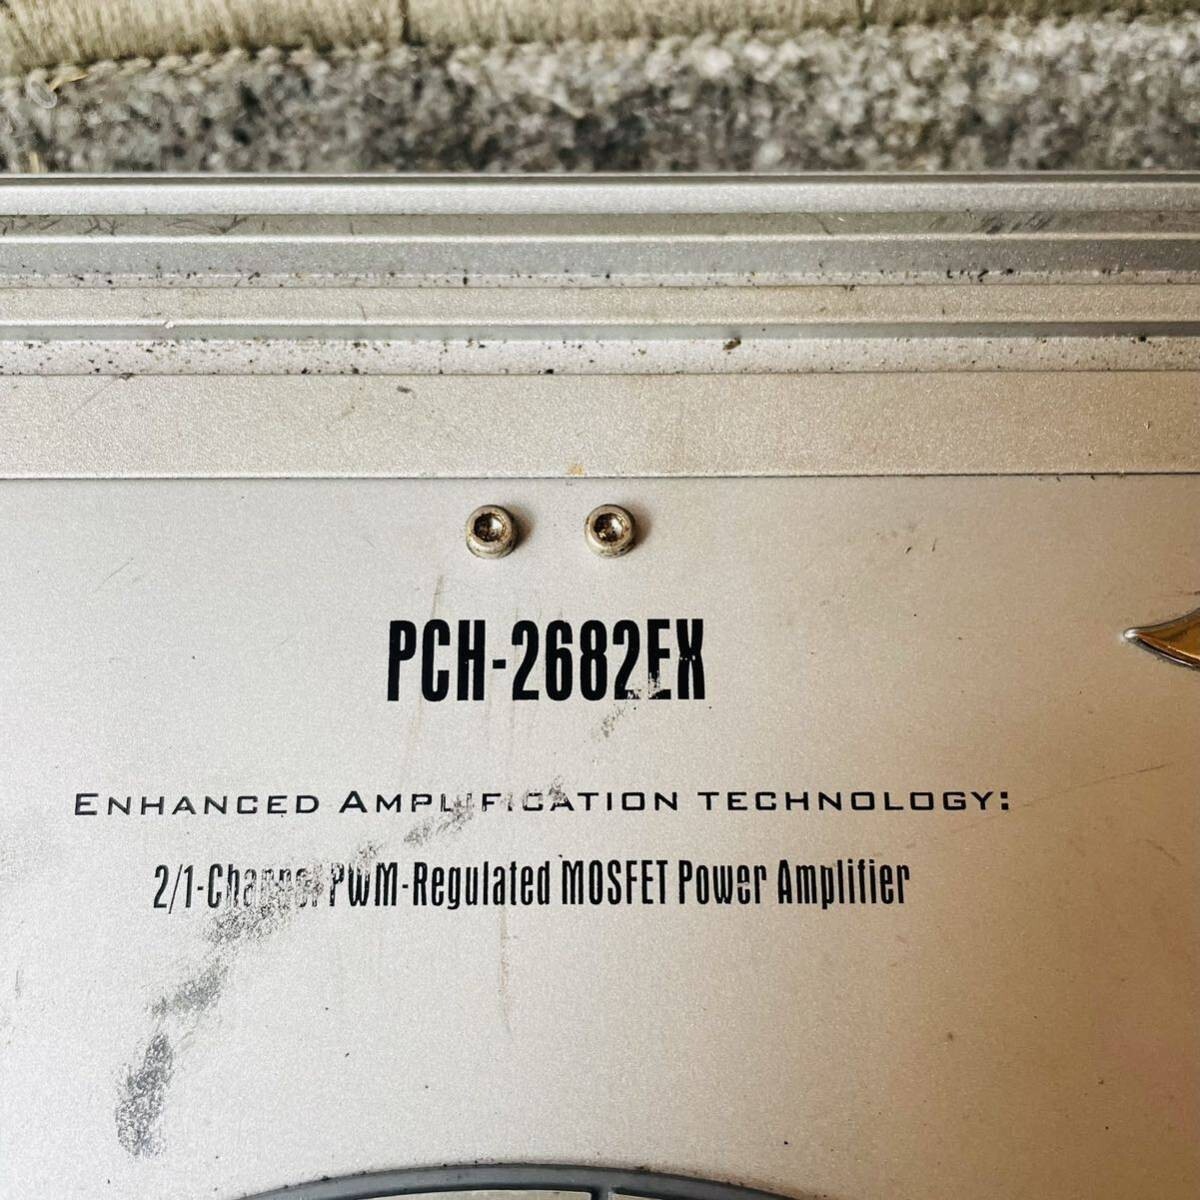 PCH-2682EX
ENHANCED AMPLIFICATION TECHNOLOGY:
2/1-Channel PWM-Regulated MOSFET Power Amplifier